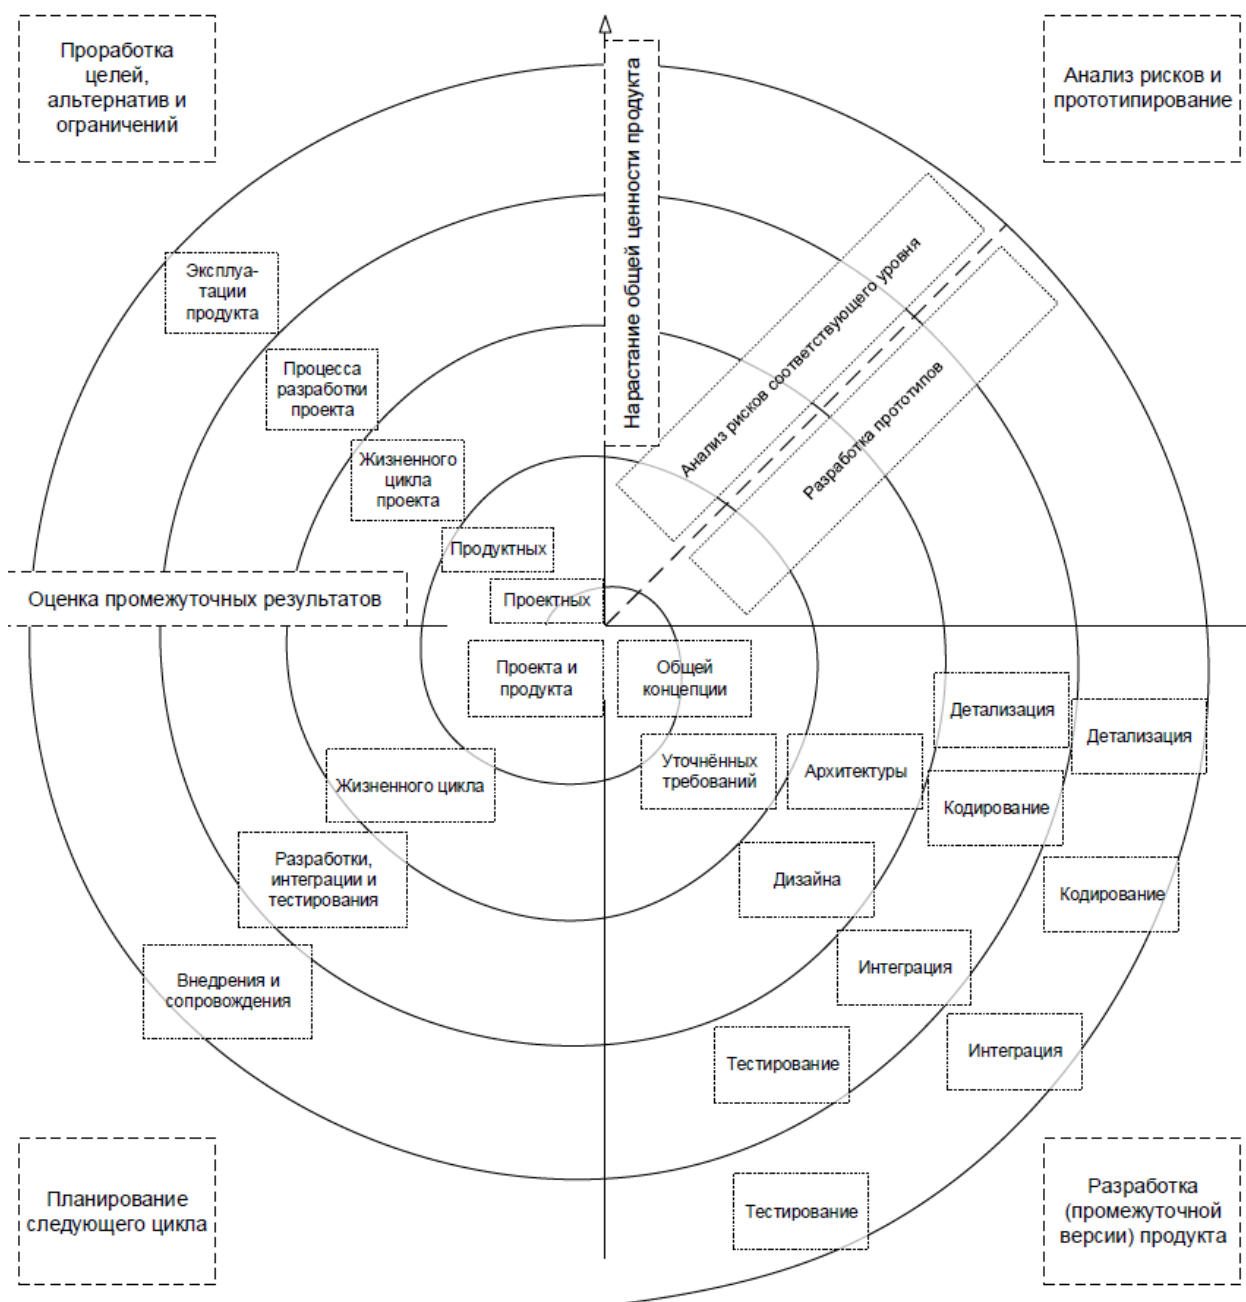 Проработка
целей,
альтернатив и
ограничений
Анализ рисков и
прототипирование
Нарастание общей ценности продукта
Эксплуа-
тации
продукта
Процесса
разработки
проекта
Жизненного
цикла
проекта
Продуктных
Проектных
Анализ рисков соответствующего уровня
Разработка прототипов
Оценка промежуточных результатов
Проекта и
продукта
Общей
концепции
Детализация
Детализация
Уточнённых
требований
Архитектуры
Жизненного цикла
Кодирование
Кодирование
Разработки,
интеграции и
тестирования
Дизайна
Интеграция
Внедрения и
сопровождения
Интеграция
Тестирование
Тестирование
Планирование
следующего цикла
Разработка
(промежуточной
версии) продукта